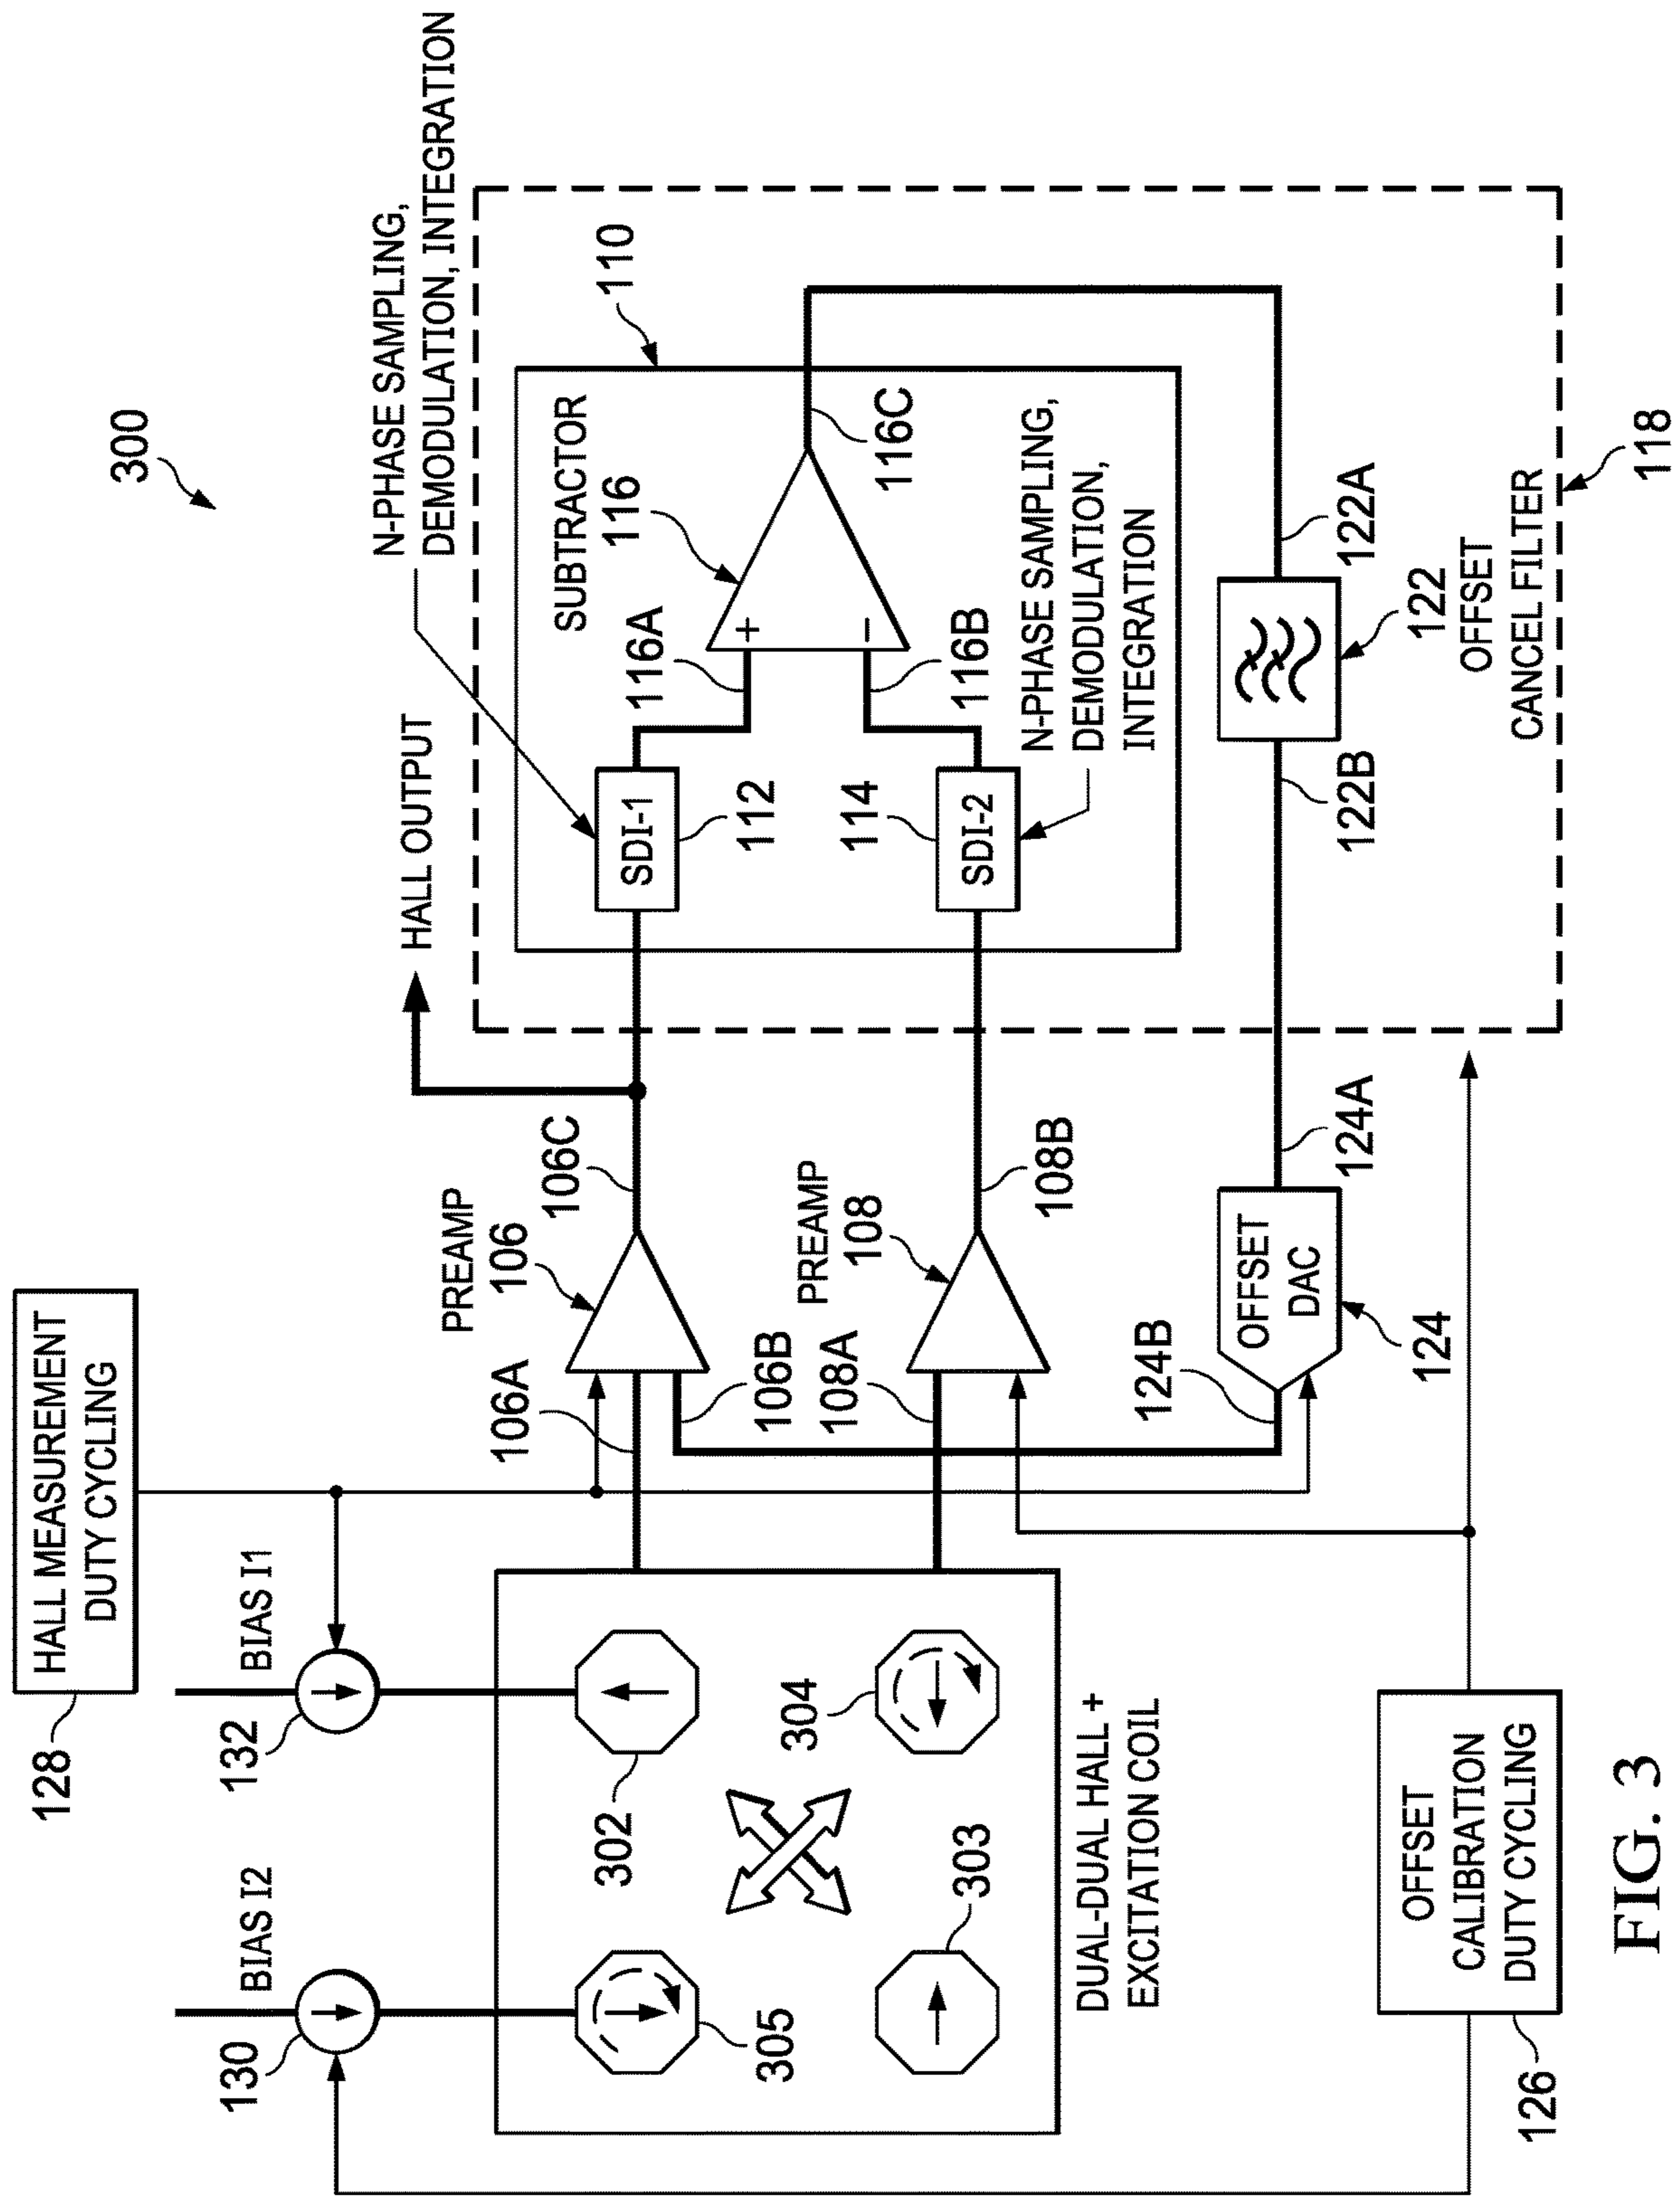 300
HALL MEASUREMENT
DUTY CYCLING
128
BIAS I2
BIAS I1
130
132
HALL OUTPUT
N-PHASE SAMPLING,
DEMODULATION, INTEGRATION
110
SUBTRACTOR
116
PREAMP
106
106A
106B
106C
SDI-1
112
116A
+
−
116B
116C
305
302
304
303
DUAL-DUAL HALL +
EXCITATION COIL
PREAMP
108
108A
108B
114
SDI-2
N-PHASE SAMPLING,
DEMODULATION,
INTEGRATION
124B
OFFSET
DAC
124
124A
122B
122A
122
OFFSET
CANCEL FILTER
118
OFFSET
CALIBRATION
DUTY CYCLING
126
FIG. 3